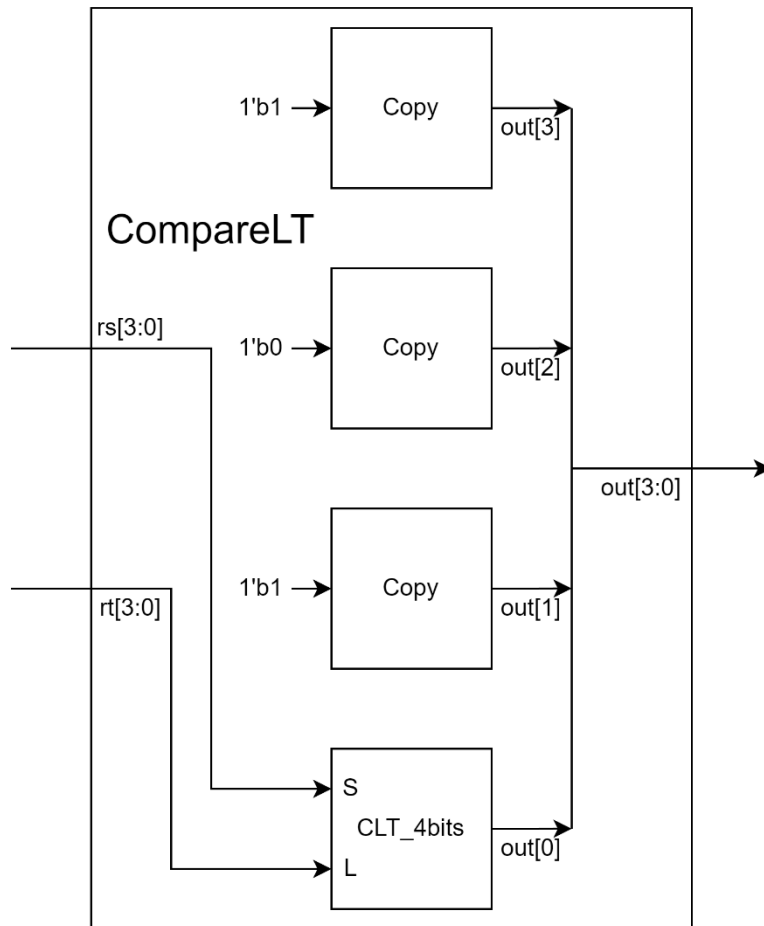 1'b1
Copy
out[3]
CompareLT
rs[3:0]
1'b0
Copy
out[2]
out[3:0]
1'b1
Copy
rt[3:0]
out[1]
S
CLT_4bits
L
out[0]